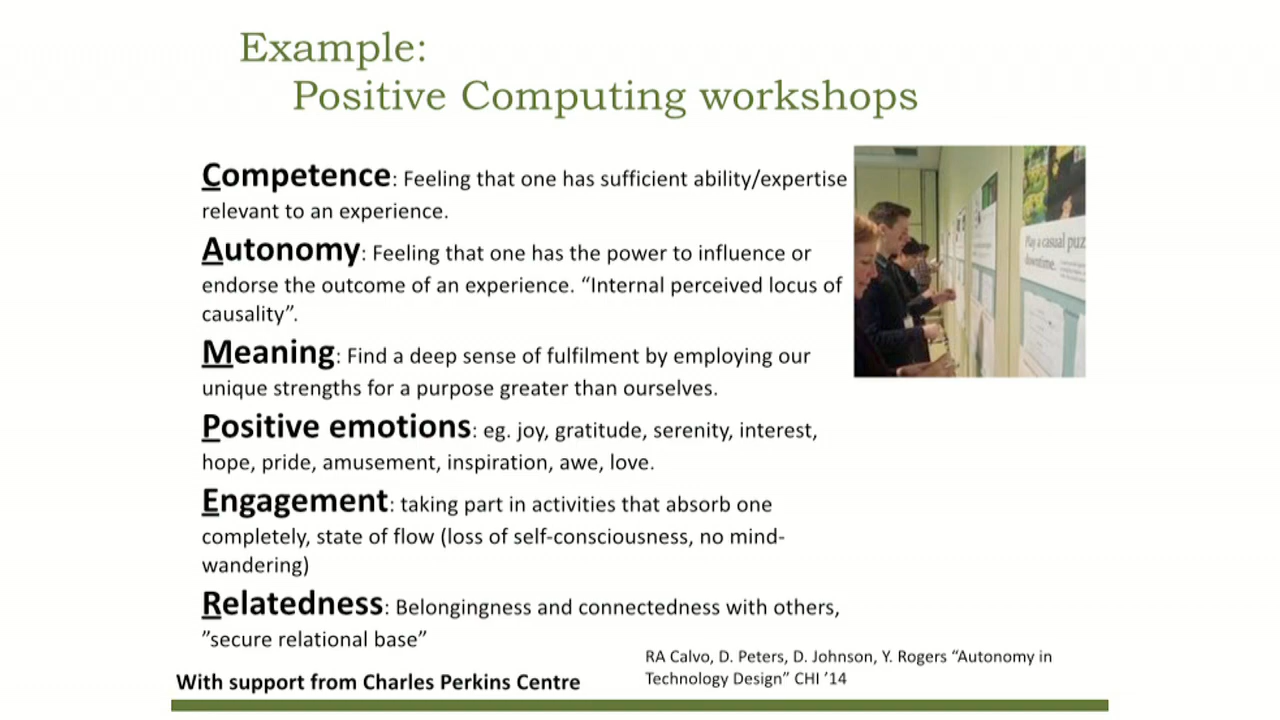 Example:
Positive Computing workshops
Competence: Feeling that one has sufficient ability/expertise
relevant to an experience.
Autonomy: Feeling that one has the power to influence or
endorse the outcome of an experience. “Internal perceived locus of
causality”.
Meaning: Find a deep sense of fulfilment by employing our
unique strengths for a purpose greater than ourselves.
Positive emotions: eg. joy, gratitude, serenity, interest,
hope, pride, amusement, inspiration, awe, love.
Engagement: taking part in activities that absorb one
completely, state of flow (loss of self-consciousness, no mind-
wandering)
Relatedness: Belongingness and connectedness with others,
”secure relational base”
Play a casual puz
downtime.
RA Calvo, D. Peters, D. Johnson, Y. Rogers “Autonomy in
Technology Design” CHI ’14
With support from Charles Perkins Centre